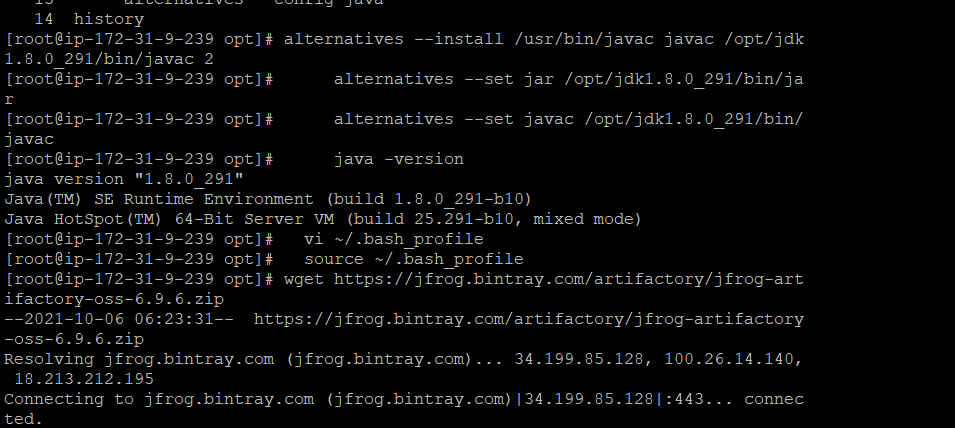 alternatives --config java
14 history
[root@ip-172-31-9-239 opt]# alternatives --install /usr/bin/javac javac /opt/jdk
1.8.0_291/bin/javac 2
[root@ip-172-31-9-239 opt]#      alternatives --set jar /opt/jdk1.8.0_291/bin/ja
r
[root@ip-172-31-9-239 opt]#      alternatives --set javac /opt/jdk1.8.0_291/bin/
javac
[root@ip-172-31-9-239 opt]#      java -version
java version "1.8.0_291"
Java(TM) SE Runtime Environment (build 1.8.0_291-b10)
Java HotSpot(TM) 64-Bit Server VM (build 25.291-b10, mixed mode)
[root@ip-172-31-9-239 opt]#   vi ~/.bash_profile
[root@ip-172-31-9-239 opt]#   source ~/.bash_profile
[root@ip-172-31-9-239 opt]# wget https://jfrog.bintray.com/artifactory/jfrog-art
ifactory-oss-6.9.6.zip
--2021-10-06 06:23:31--  https://jfrog.bintray.com/artifactory/jfrog-artifactory
-oss-6.9.6.zip
Resolving jfrog.bintray.com (jfrog.bintray.com)... 34.199.85.128, 100.26.14.140,
 18.213.212.195
Connecting to jfrog.bintray.com (jfrog.bintray.com)|34.199.85.128|:443... connec
ted.